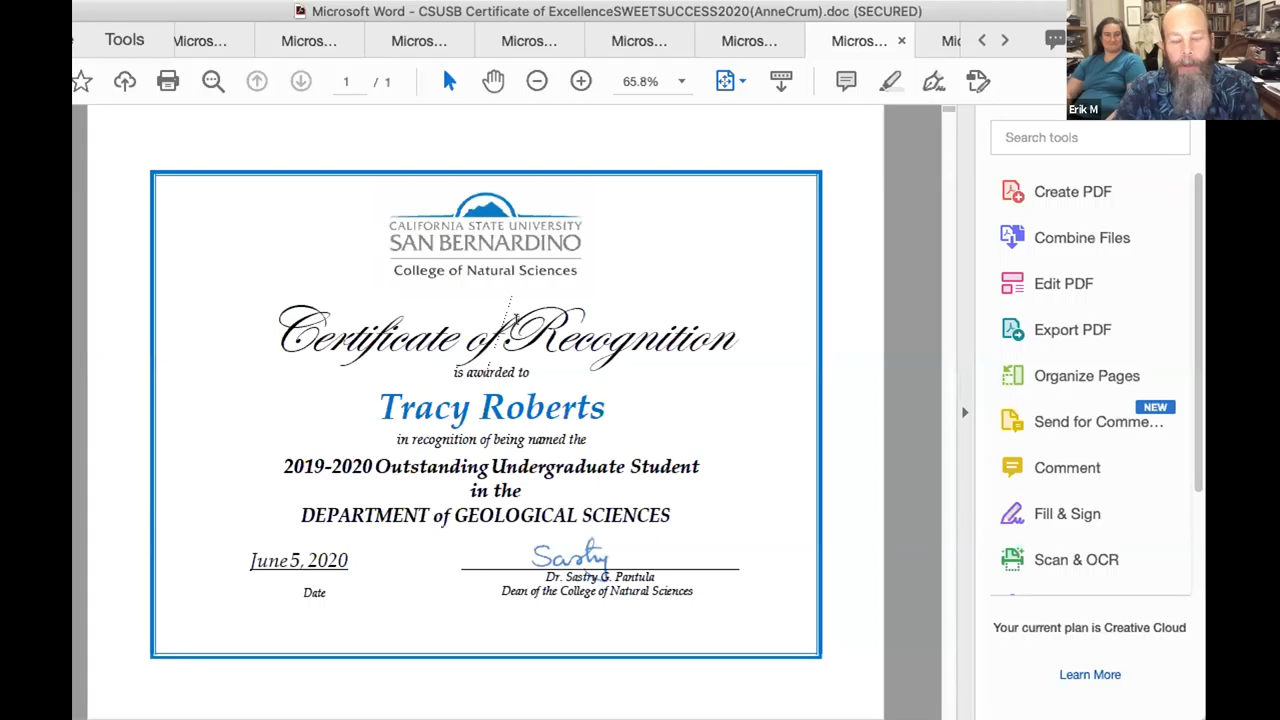 Microsoft Word - CSUSB Certificate of ExcellenceSWEETSUCCESS2020(AnneCrum).doc (SECURED)
Tools
Micros...
Micros...
Micros...
Micros...
Micros...
Micros...
Micros...
1 / 1
65.8%
Erik M
Search tools
Create PDF
Combine Files
Edit PDF
Export PDF
Organize Pages
NEW
Send for Comme...
Comment
Fill & Sign
Scan & OCR
Your current plan is Creative Cloud
Learn More
CALIFORNIA STATE UNIVERSITY
SAN BERNARDINO
College of Natural Sciences
Certificate of Recognition
is awarded to
Tracy Roberts
in recognition of being named the
2019-2020 Outstanding Undergraduate Student
in the
DEPARTMENT of GEOLOGICAL SCIENCES
June 5, 2020
Date
Sastry
Dr. Sastry G. Pantula
Dean of the College of Natural Sciences